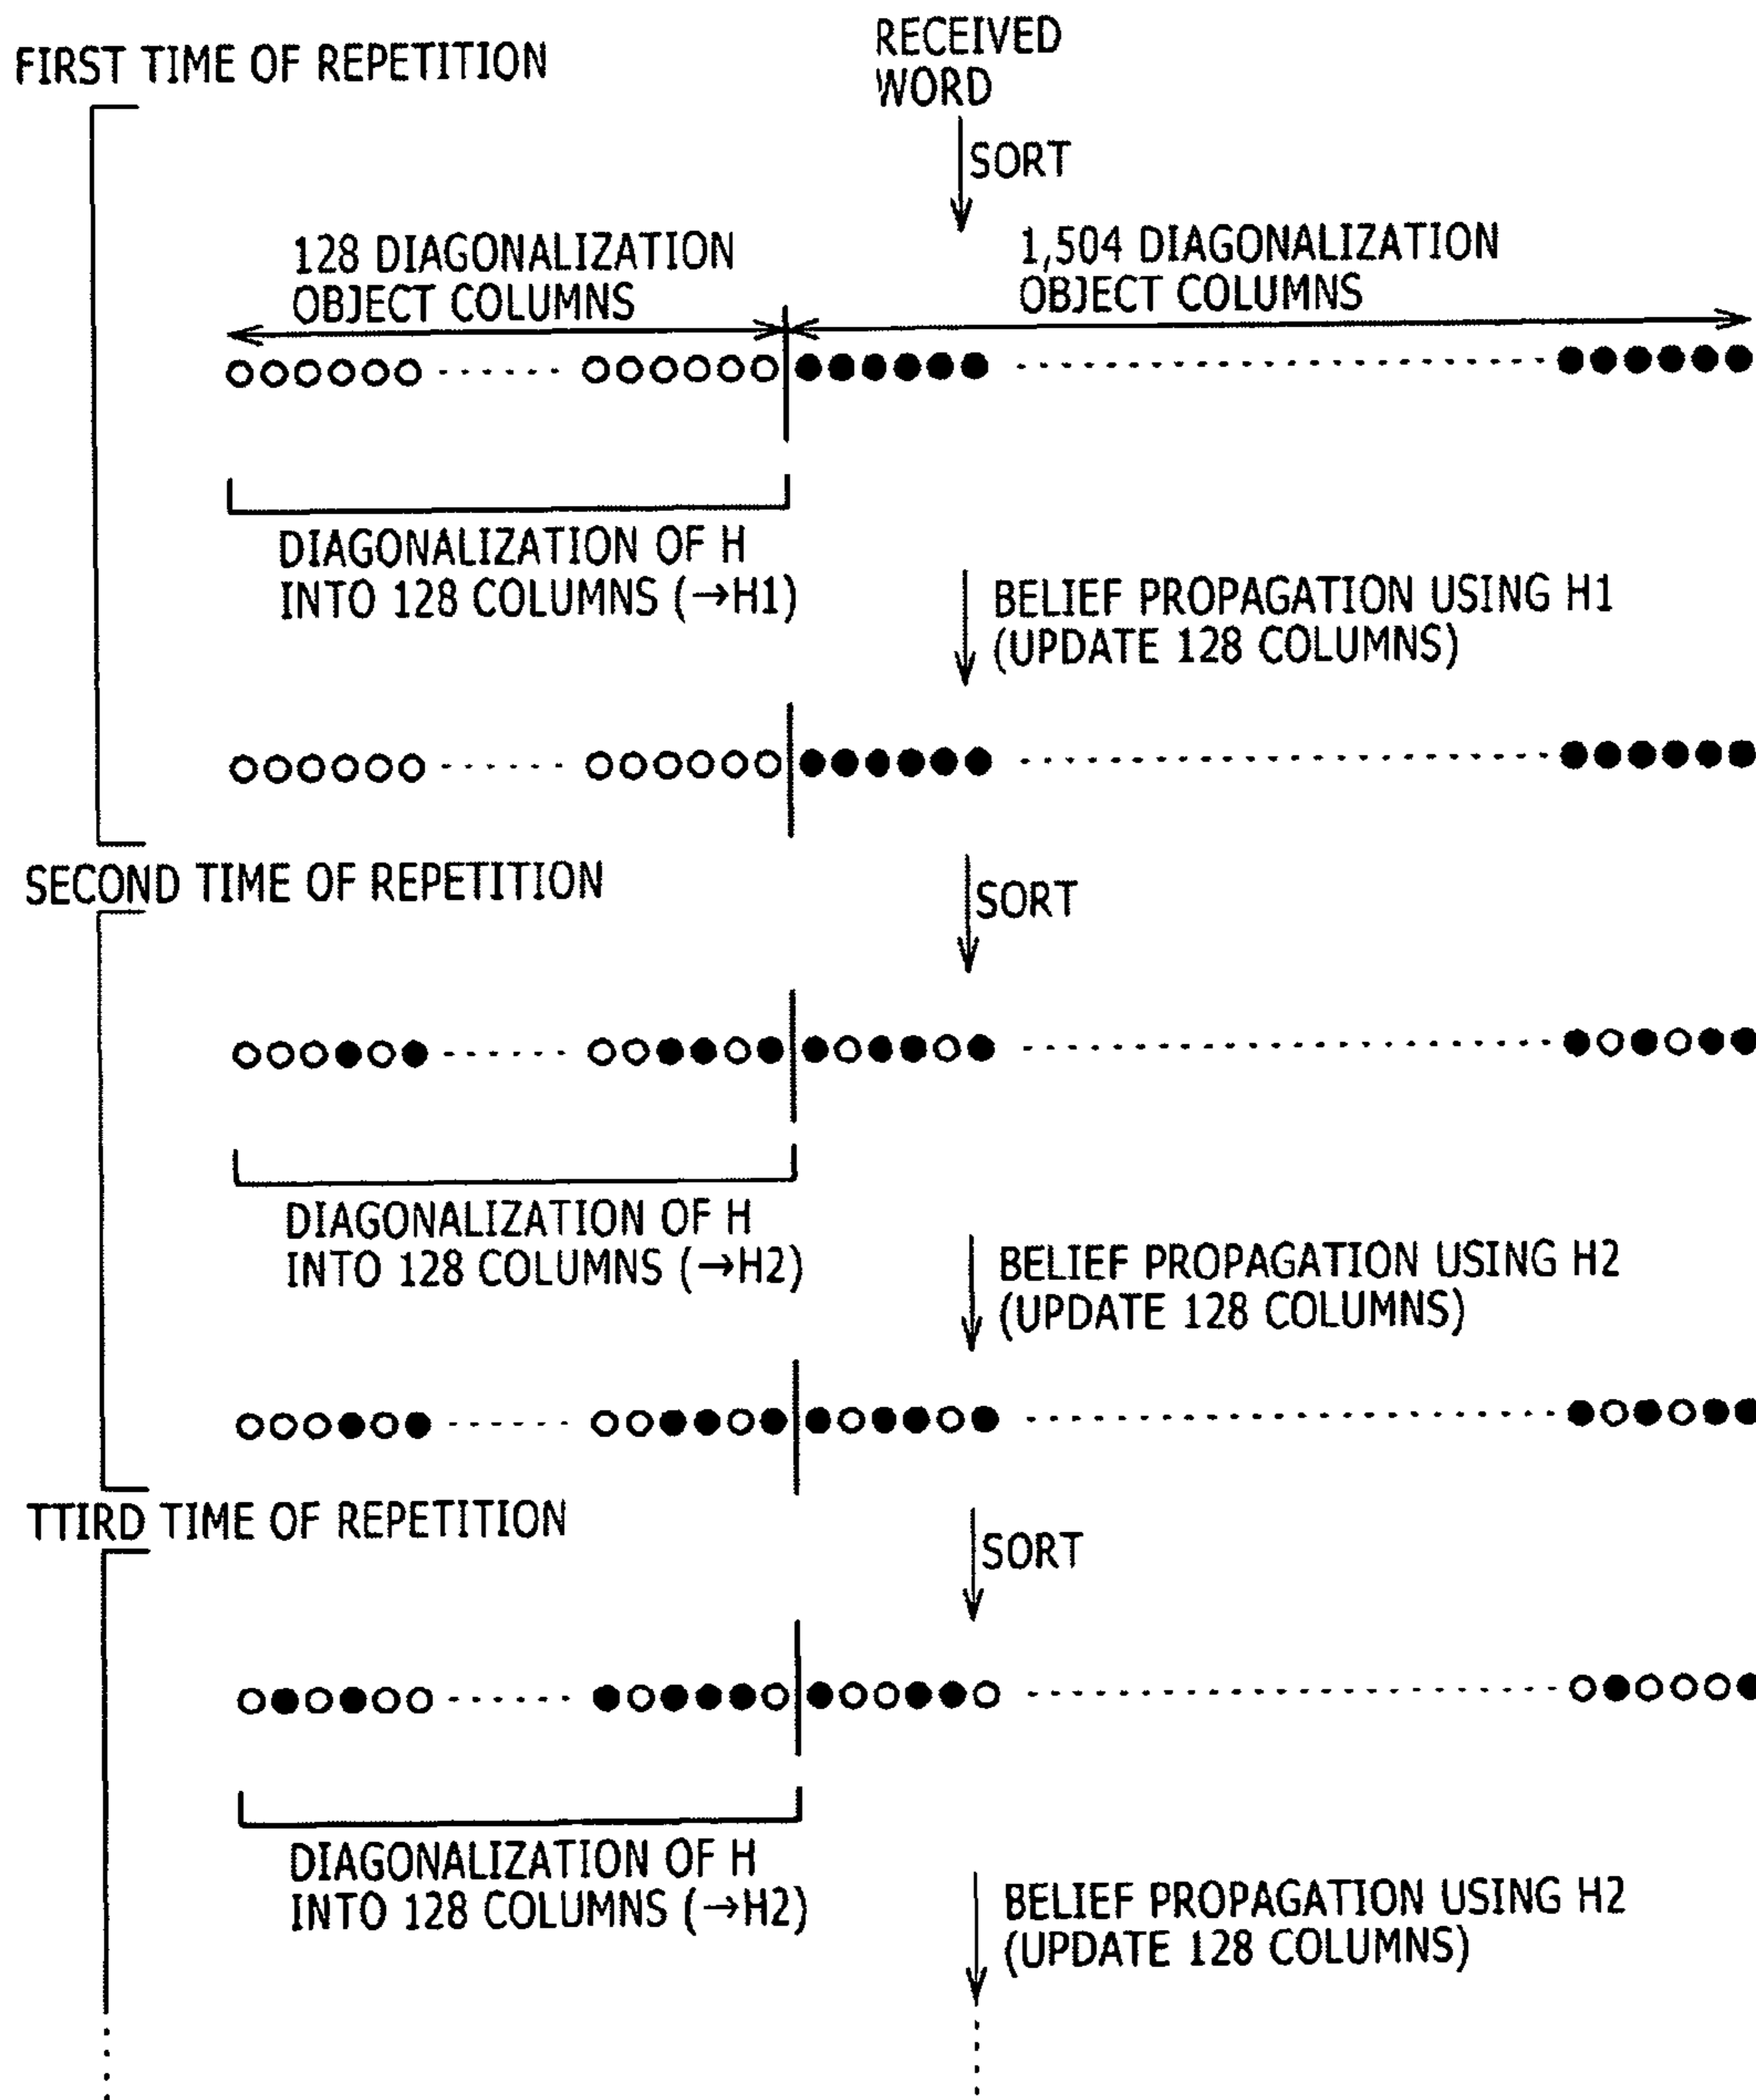 FIRST TIME OF REPETITION
RECEIVED
WORD
SORT
128 DIAGONALIZATION
OBJECT COLUMNS
1,504 DIAGONALIZATION
OBJECT COLUMNS
DIAGONALIZATION OF H
INTO 128 COLUMNS (→H1)
BELIEF PROPAGATION USING H1
(UPDATE 128 COLUMNS)
SECOND TIME OF REPETITION
SORT
DIAGONALIZATION OF H
INTO 128 COLUMNS (→H2)
BELIEF PROPAGATION USING H2
(UPDATE 128 COLUMNS)
TTIRD TIME OF REPETITION
SORT
DIAGONALIZATION OF H
INTO 128 COLUMNS (→H2)
BELIEF PROPAGATION USING H2
(UPDATE 128 COLUMNS)